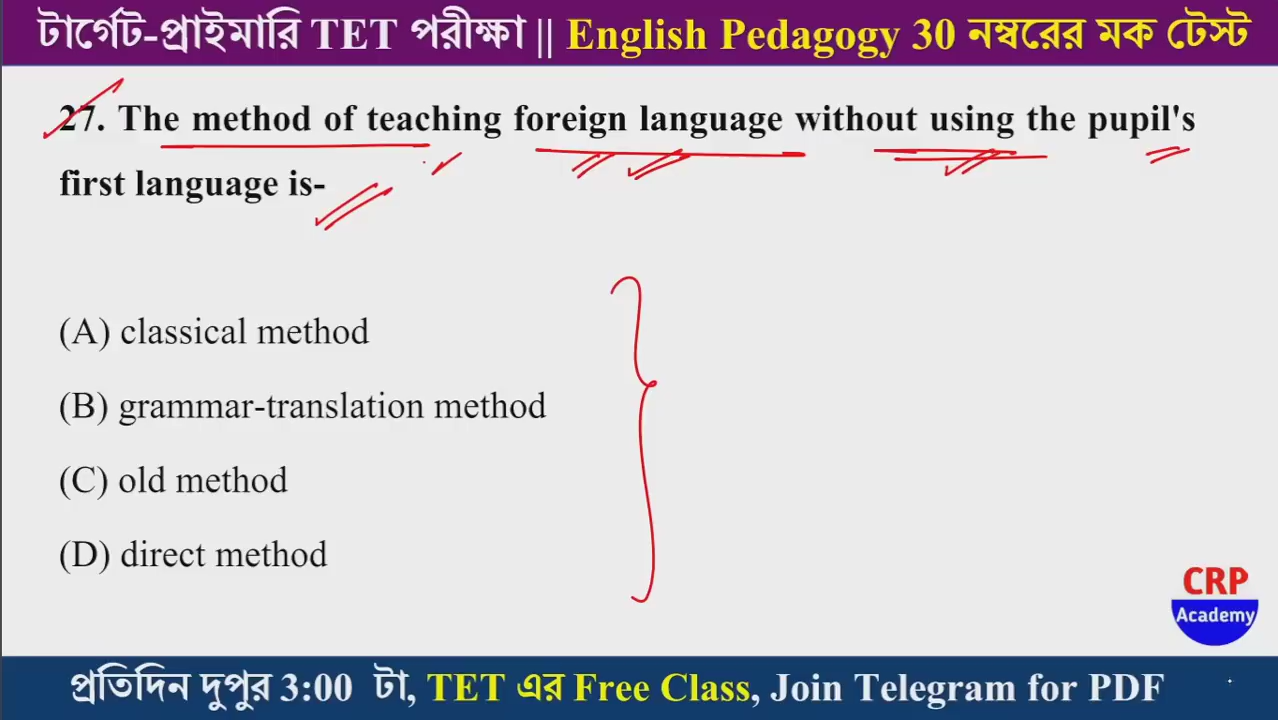 টার্গেট-প্রাইমারি TET পরীক্ষা || English Pedagogy 30 নম্বরের মক টেস্ট
27. The method of teaching foreign language without using the pupil's
first language is-
(A) classical method
(B) grammar-translation method
(C) old method
(D) direct method
CRP
Academy
প্রতিদিন দুপুর 3:00 টা, TET এর Free Class, Join Telegram for PDF